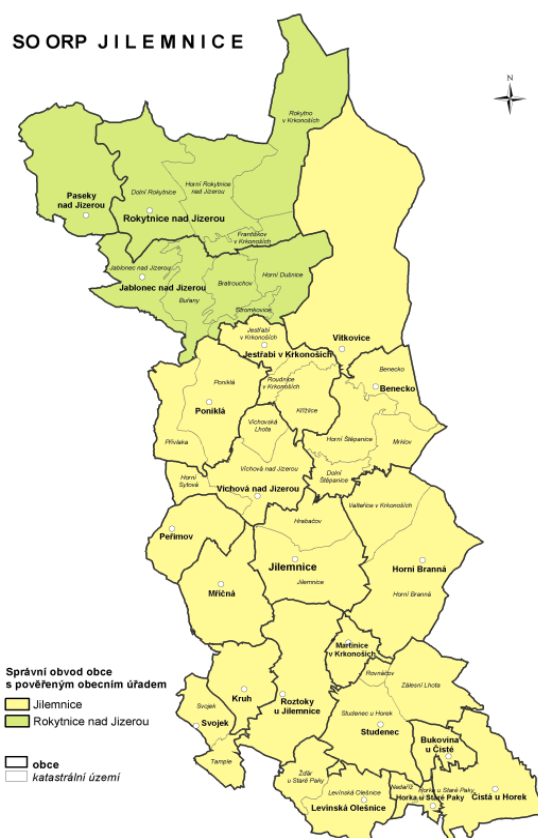 SO ORP JILEMNICE
N
Rokytno
v Krkonoších
Horní Rokytnice
nad Jizerou
Dolní Rokytnice
Paseky
nad Jizerou
Rokytnice nad Jizerou
Františkov
v Krkonoších
Jablonec nad Jizerou
Horní Dušnice
Bratrouchov
Jablonec nad Jizerou
Buřany
Stromkovice
Jestřabí
v Krkonoších
Vítkovice
Jestřabí v Krkonoších
Benecko
Poniklá
Roudnice
v Krkonoších
Benecko
Poniklá
Křížlice
Víchovská
Lhota
Přívlaka
Horní Štěpanice
Mrklov
Víchová nad Jizerou
Horní
Sytová
Dolní
Štěpanice
Víchová nad Jizerou
Valteřice v Krkonoších
Hrabačov
Peřimov
Jilemnice
Horní Branná
Mříčná
Jilemnice
Horní Branná
Martinice
v Krkonoších
Rovnáčov
Správní obvod obce
s pověřeným obecním úřadem
Jilemnice
Rokytnice nad Jizerou
Zálesní Lhota
Kruh
Roztoky
u Jilemnice
Svojek
Svojek
Studenec u Horek
Studenec
Bukovina
u Čisté
Tample
obce
katastrální území
Žďár
u Staré Paky
Nedaříž
Horka u Staré Paky
Levínská Olešnice
Čistá u Horek
Levínská Olešnice
Horka u Staré Paky